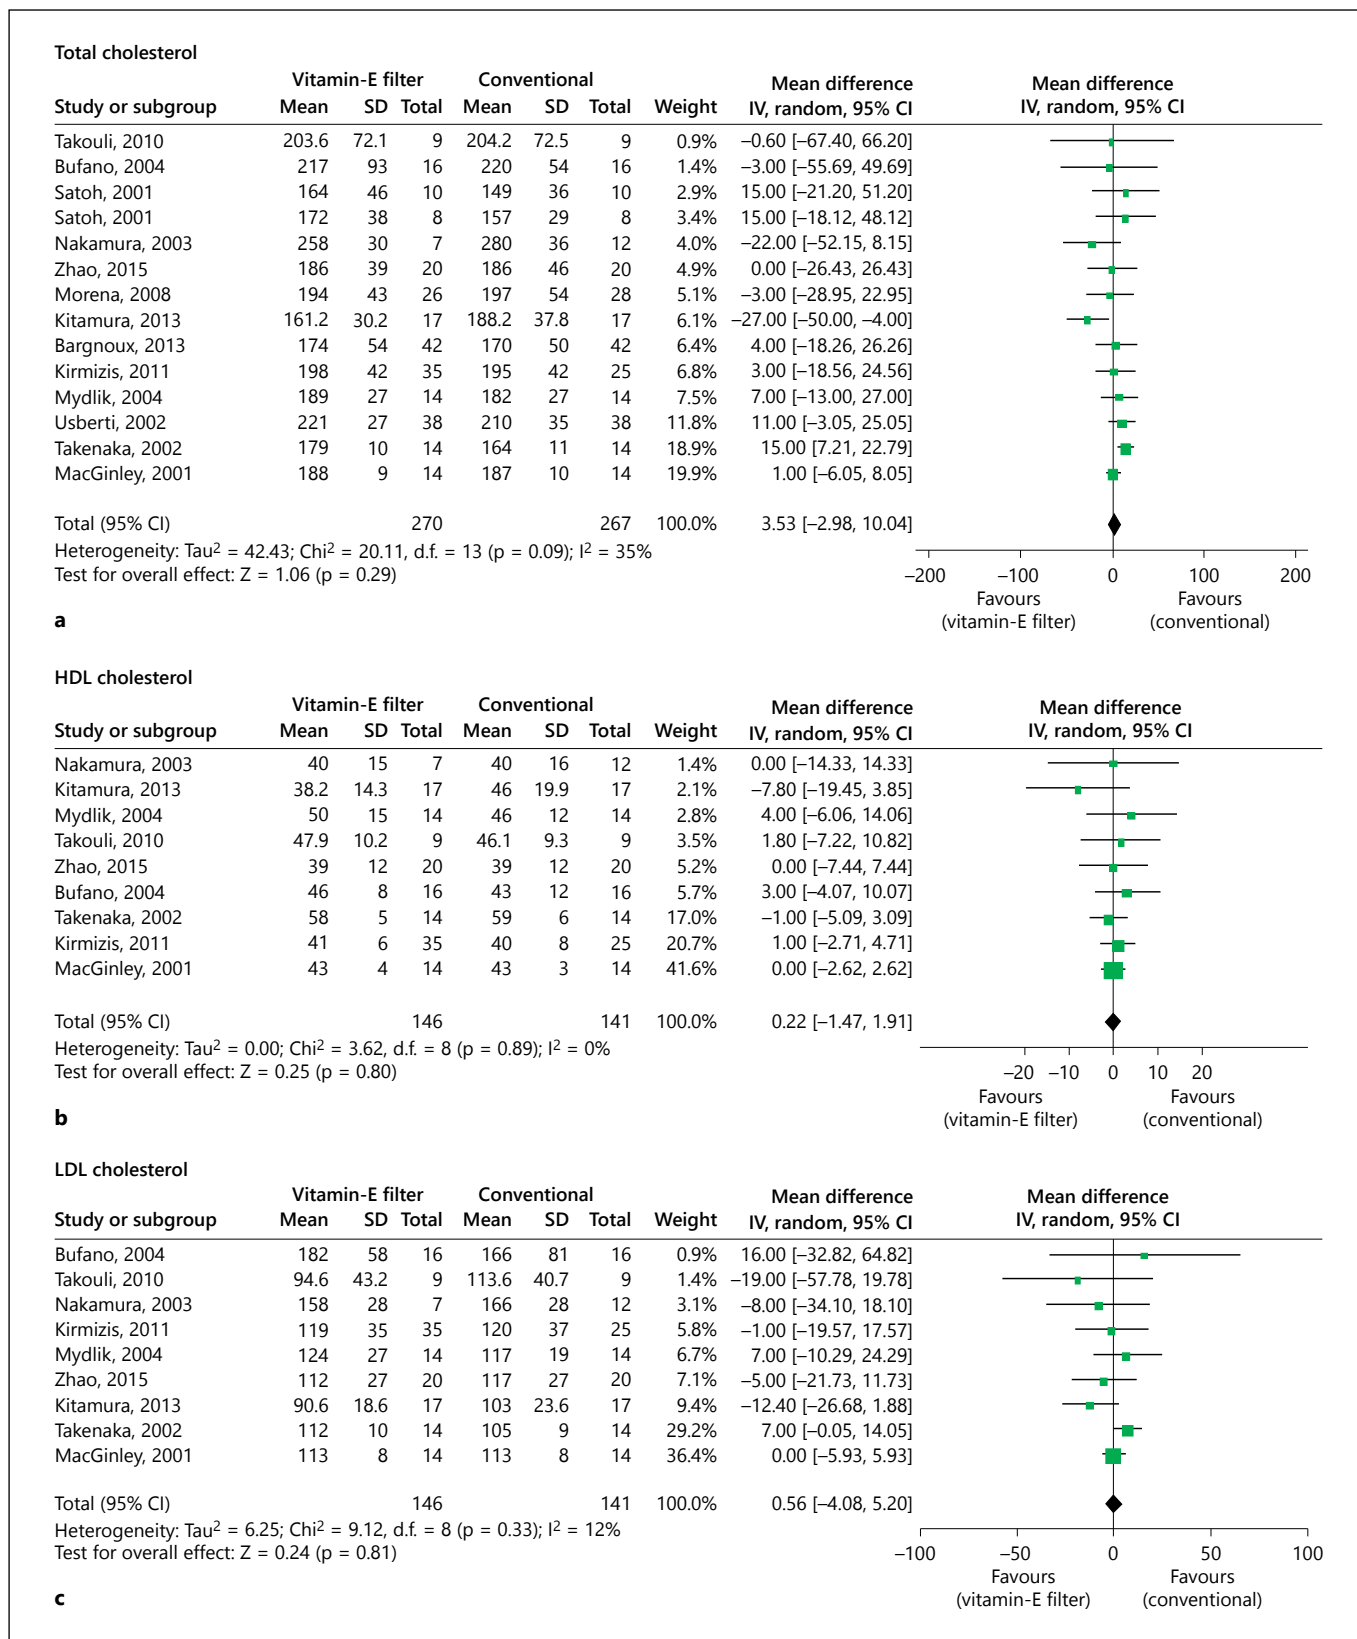 Total cholesterol
Vitamin-E filter Conventional Mean difference Mean difference
Study or subgroup Mean SD Total Mean SD Total Weight IV, random, 95% CI IV, random, 95% CI
Takouli, 2010 203.6 72.1 9 204.2 72.5 9 0.9% –0.60 [–67.40, 66.20]
Bufano, 2004 217 93 16 220 54 16 1.4% –3.00 [–55.69, 49.69]
Satoh, 2001 164 46 10 149 36 10 2.9% 15.00 [–21.20, 51.20]
Satoh, 2001 172 38 8 157 29 8 3.4% 15.00 [–18.12, 48.12]
Nakamura, 2003 258 30 7 280 36 12 4.0% –22.00 [–52.15, 8.15]
Zhao, 2015 186 39 20 186 46 20 4.9% 0.00 [–26.43, 26.43]
Morena, 2008 194 43 26 197 54 28 5.1% –3.00 [–28.95, 22.95]
Kitamura, 2013 161.2 30.2 17 188.2 37.8 17 6.1% –27.00 [–50.00, –4.00]
Bargnoux, 2013 174 54 42 170 50 42 6.4% 4.00 [–18.26, 26.26]
Kirmizis, 2011 198 42 35 195 42 25 6.8% 3.00 [–18.56, 24.56]
Mydlik, 2004 189 27 14 182 27 14 7.5% 7.00 [–13.00, 27.00]
Usberti, 2002 221 27 38 210 35 38 11.8% 11.00 [–3.05, 25.05]
Takenaka, 2002 179 10 14 164 11 14 18.9% 15.00 [7.21, 22.79]
MacGinley, 2001 188 9 14 187 10 14 19.9% 1.00 [–6.05, 8.05]
Total (95% CI) 270 267 100.0% 3.53 [–2.98, 10.04]
Heterogeneity: Tau² = 42.43; Chi² = 20.11, d.f. = 13 (p = 0.09); I² = 35%
Test for overall effect: Z = 1.06 (p = 0.29)
–200 –100 0 100 200
Favours Favours
(vitamin-E filter) (conventional)
a
HDL cholesterol
Vitamin-E filter Conventional Mean difference Mean difference
Study or subgroup Mean SD Total Mean SD Total Weight IV, random, 95% CI IV, random, 95% CI
Nakamura, 2003 40 15 7 40 16 12 1.4% 0.00 [–14.33, 14.33]
Kitamura, 2013 38.2 14.3 17 46 19.9 17 2.1% –7.80 [–19.45, 3.85]
Mydlik, 2004 50 15 14 46 12 14 2.8% 4.00 [–6.06, 14.06]
Takouli, 2010 47.9 10.2 9 46.1 9.3 9 3.5% 1.80 [–7.22, 10.82]
Zhao, 2015 39 12 20 39 12 20 5.2% 0.00 [–7.44, 7.44]
Bufano, 2004 46 8 16 43 12 16 5.7% 3.00 [–4.07, 10.07]
Takenaka, 2002 58 5 14 59 6 14 17.0% –1.00 [–5.09, 3.09]
Kirmizis, 2011 41 6 35 40 8 25 20.7% 1.00 [–2.71, 4.71]
MacGinley, 2001 43 4 14 43 3 14 41.6% 0.00 [–2.62, 2.62]
Total (95% CI) 146 141 100.0% 0.22 [–1.47, 1.91]
Heterogeneity: Tau² = 0.00; Chi² = 3.62, d.f. = 8 (p = 0.89); I² = 0%
Test for overall effect: Z = 0.25 (p = 0.80)
–20 –10 0 10 20
Favours Favours
(vitamin-E filter) (conventional)
b
LDL cholesterol
Vitamin-E filter Conventional Mean difference Mean difference
Study or subgroup Mean SD Total Mean SD Total Weight IV, random, 95% CI IV, random, 95% CI
Bufano, 2004 182 58 16 166 81 16 0.9% 16.00 [–32.82, 64.82]
Takouli, 2010 94.6 43.2 9 113.6 40.7 9 1.4% –19.00 [–57.78, 19.78]
Nakamura, 2003 158 28 7 166 28 12 3.1% –8.00 [–34.10, 18.10]
Kirmizis, 2011 119 35 35 120 37 25 5.8% –1.00 [–19.57, 17.57]
Mydlik, 2004 124 27 14 117 19 14 6.7% 7.00 [–10.29, 24.29]
Zhao, 2015 112 27 20 117 27 20 7.1% –5.00 [–21.73, 11.73]
Kitamura, 2013 90.6 18.6 17 103 23.6 17 9.4% –12.40 [–26.68, 1.88]
Takenaka, 2002 112 10 14 105 9 14 29.2% 7.00 [–0.05, 14.05]
MacGinley, 2001 113 8 14 113 8 14 36.4% 0.00 [–5.93, 5.93]
Total (95% CI) 146 141 100.0% 0.56 [–4.08, 5.20]
Heterogeneity: Tau² = 6.25; Chi² = 9.12, d.f. = 8 (p = 0.33); I² = 12%
Test for overall effect: Z = 0.24 (p = 0.81)
–100 –50 0 50 100
Favours Favours
(vitamin-E filter) (conventional)
c